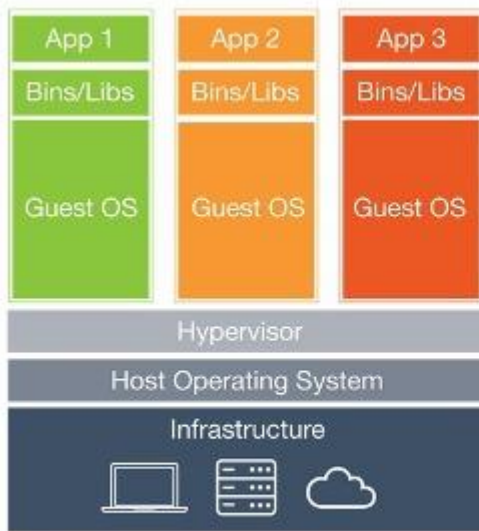 App 1 App 2 App 3
Bins/Libs Bins/Libs Bins/Libs
Guest OS Guest OS Guest OS
Hypervisor
Host Operating System
Infrastructure